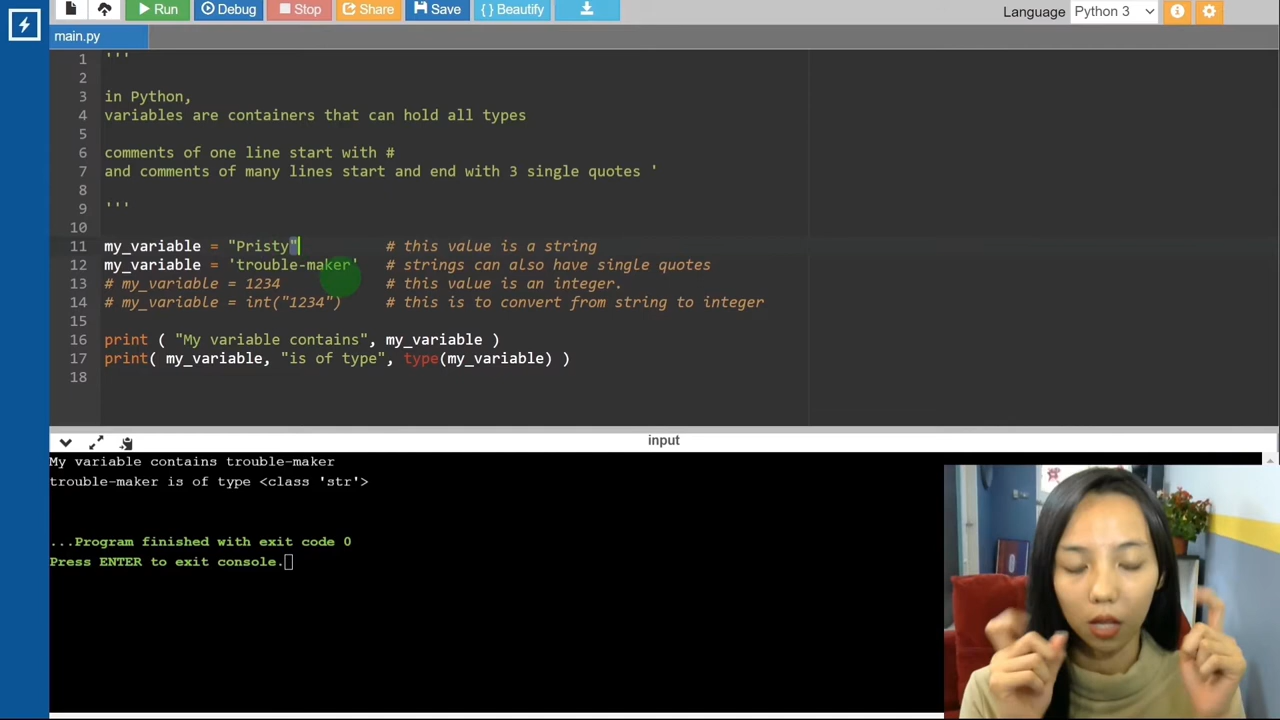 Run Debug Stop Share Save { } Beautify Language Python 3
main.py
1 '''
2
3 in Python,
4 variables are containers that can hold all types
5
6 comments of one line start with #
7 and comments of many lines start and end with 3 single quotes '
8
9 '''
10
11 my_variable = "Pristy" # this value is a string
12 my_variable = 'trouble-maker' # strings can also have single quotes
13 # my_variable = 1234 # this value is an integer.
14 # my_variable = int("1234") # this is to convert from string to integer
15
16 print ( "My variable contains", my_variable )
17 print( my_variable, "is of type", type(my_variable) )
18
input
My variable contains trouble-maker
trouble-maker is of type <class 'str'>
...Program finished with exit code 0
Press ENTER to exit console.